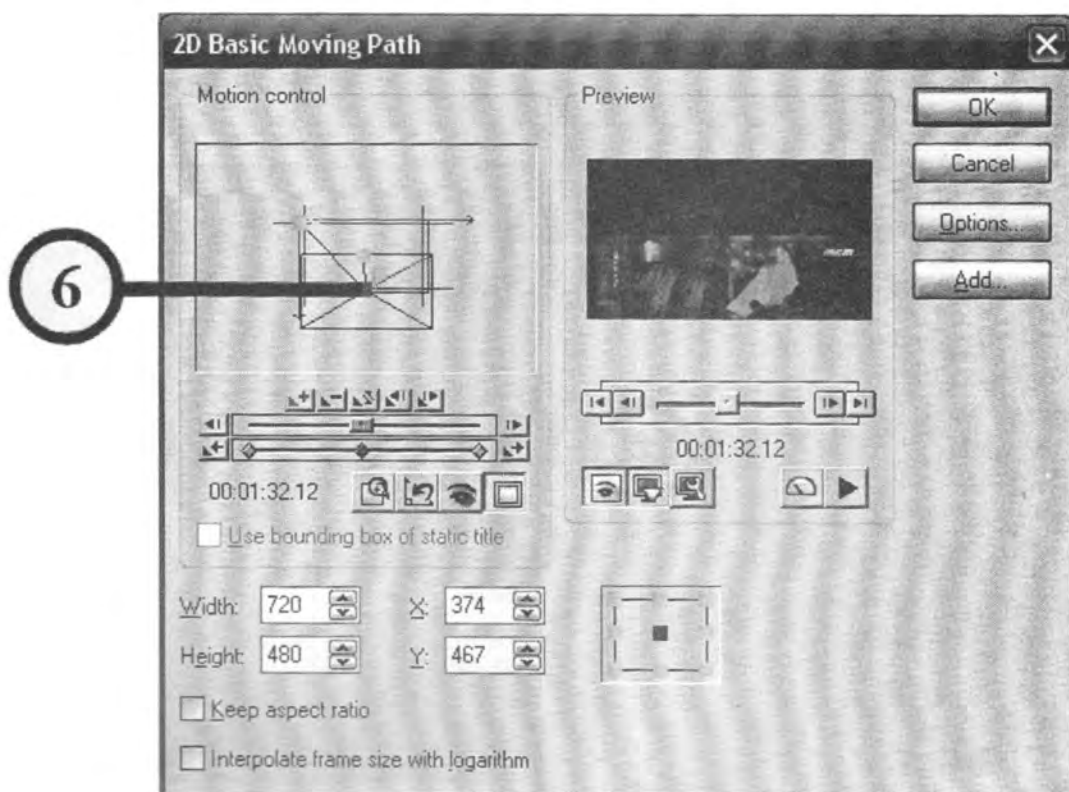 2D Basic Moving Path
Motion control
Preview
OK
Cancel
Options...
Add...
6
00:01:32.12
00:01:32.12
Use bounding box of static title
Width: 720
X: 374
Height: 480
Y: 467
Keep aspect ratio
Interpolate frame size with logarithm